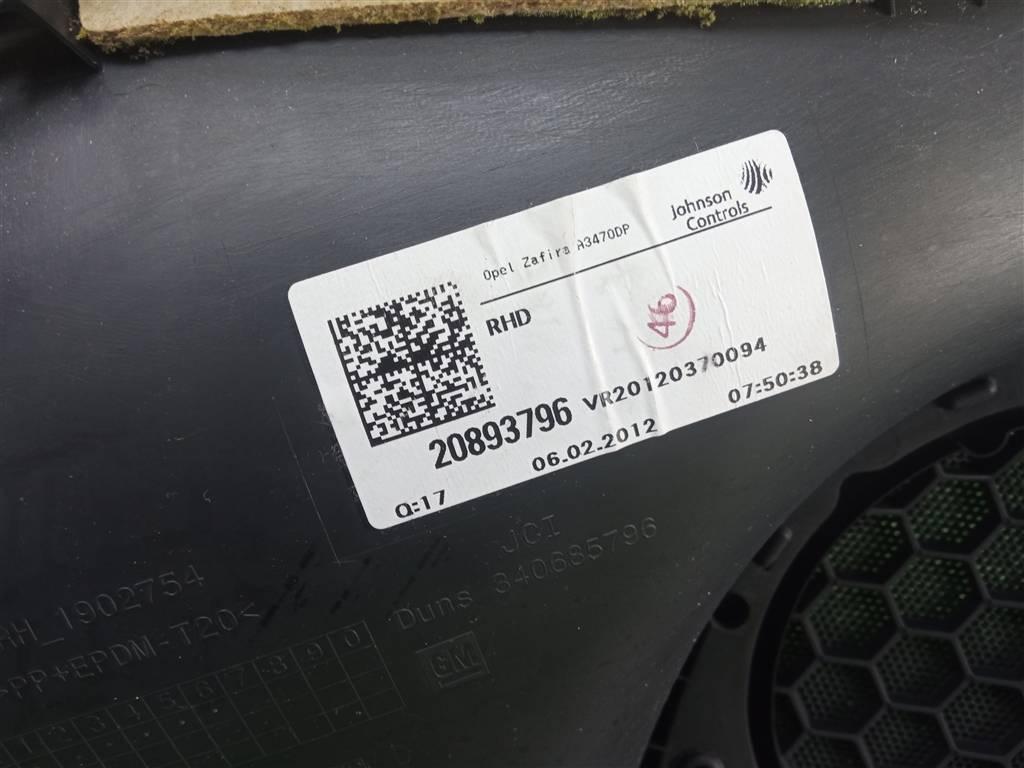 Johnson
Controls
Opel Zafira A3470DP
RHD
46
20893796 VR20120370094
06.02.2012 07:50:38
Q:17
JCI
Duns 340685796
GM
RH_1902754
>PP+EPDM-T20<
1 2 3 4 5 6 7 8 9 0